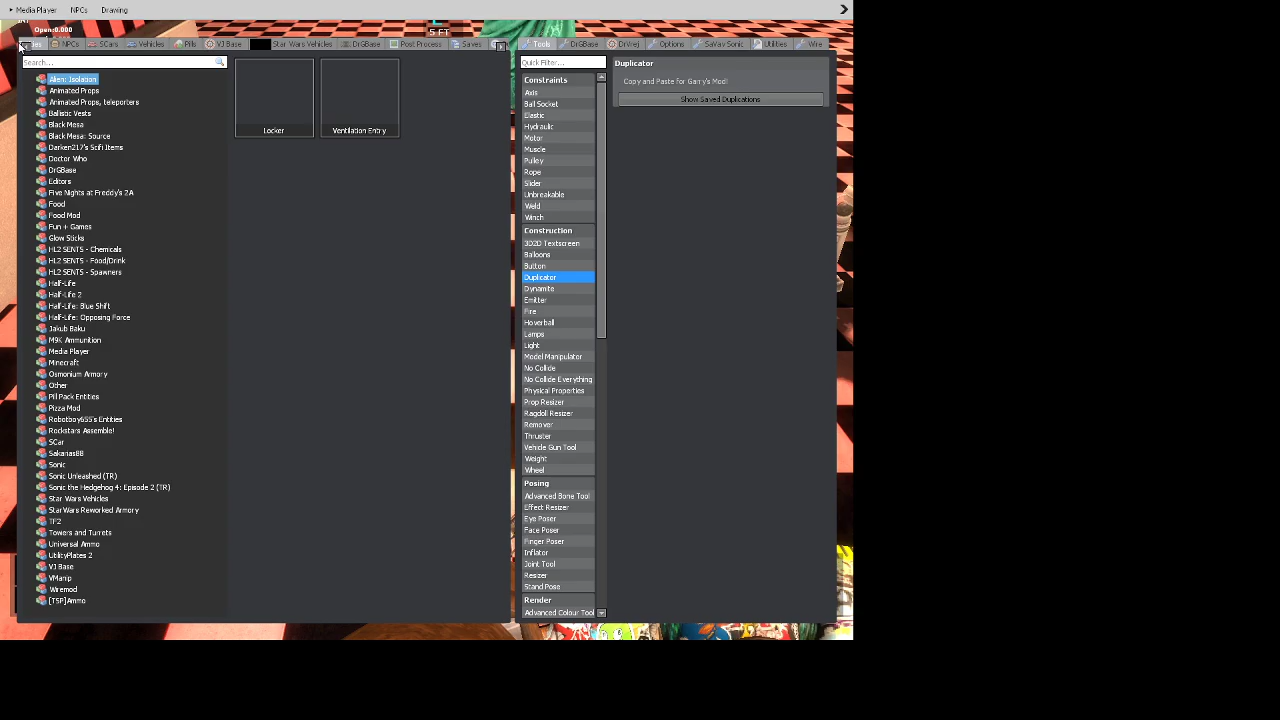 Media Player NPCs Drawing
Open:0.000
5 FT
NPCs SCars Vehicles Pills VJ Base Star Wars Vehicles DrGBase Post Process Saves
Tools DrGBase DrVrej Options SaVav Sonic Utilities Wire
Search...
Alien: Isolation
Animated Props
Animated Props, teleporters
Ballistic Vests
Black Mesa
Black Mesa: Source
Darken217's SciFi Items
Doctor Who
DrGBase
Editors
Five Nights at Freddy's 2A
Food
Food Mod
Fun + Games
Glow Sticks
HL2 SENTS - Chemicals
HL2 SENTS - Food/Drink
HL2 SENTS - Spawners
Half-Life
Half-Life 2
Half-Life: Blue Shift
Half-Life: Opposing Force
Jakub Baku
M9K Ammunition
Media Player
Minecraft
Osmonium Armory
Other
Pill Pack Entities
Pizza Mod
Robotboy655's Entities
Rockstars Assemble!
SCar
Sakarias88
Sonic
Sonic Unleashed (TR)
Sonic the Hedgehog 4: Episode 2 (TR)
Star Wars Vehicles
StarWars Reworked Armory
TF2
Towers and Turrets
Universal Ammo
UtilityPlates 2
VJ Base
VManip
Wiremod
[TSP]Ammo
Locker
Ventilation Entry
Quick Filter...
Constraints
Axis
Ball Socket
Elastic
Hydraulic
Motor
Muscle
Pulley
Rope
Slider
Unbreakable
Weld
Winch
Construction
3D2D Textscreen
Balloons
Button
Duplicator
Dynamite
Emitter
Fire
Hoverball
Lamps
Light
Model Manipulator
No Collide
No Collide Everything
Physical Properties
Prop Resizer
Ragdoll Resizer
Remover
Thruster
Vehicle Gun Tool
Weight
Wheel
Posing
Advanced Bone Tool
Effect Resizer
Eye Poser
Face Poser
Finger Poser
Inflator
Joint Tool
Resizer
Stand Pose
Render
Advanced Colour Tool
Duplicator
Copy and Paste for Garry's Mod!
Show Saved Duplications